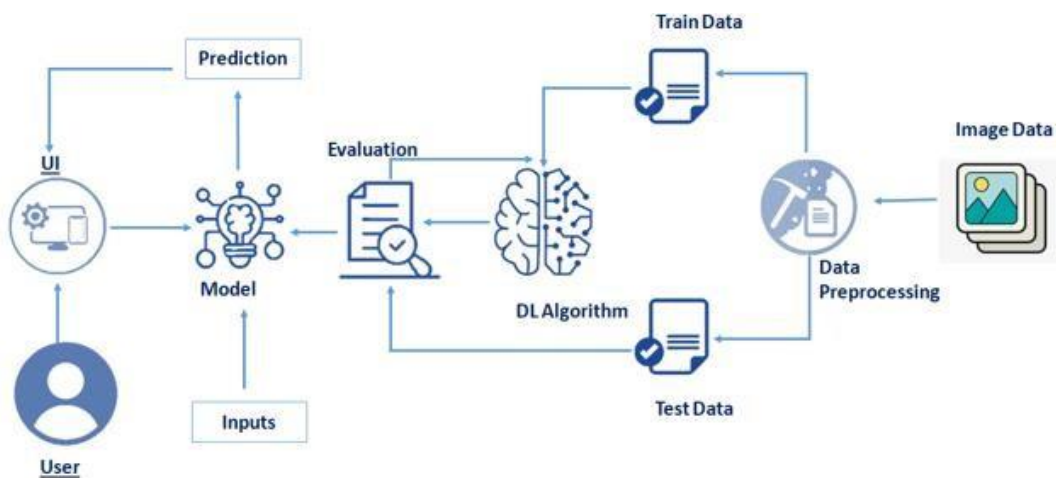 Train Data
Prediction
Image Data
Evaluation
UI
Model
Data
Preprocessing
DL Algorithm
Inputs
Test Data
User